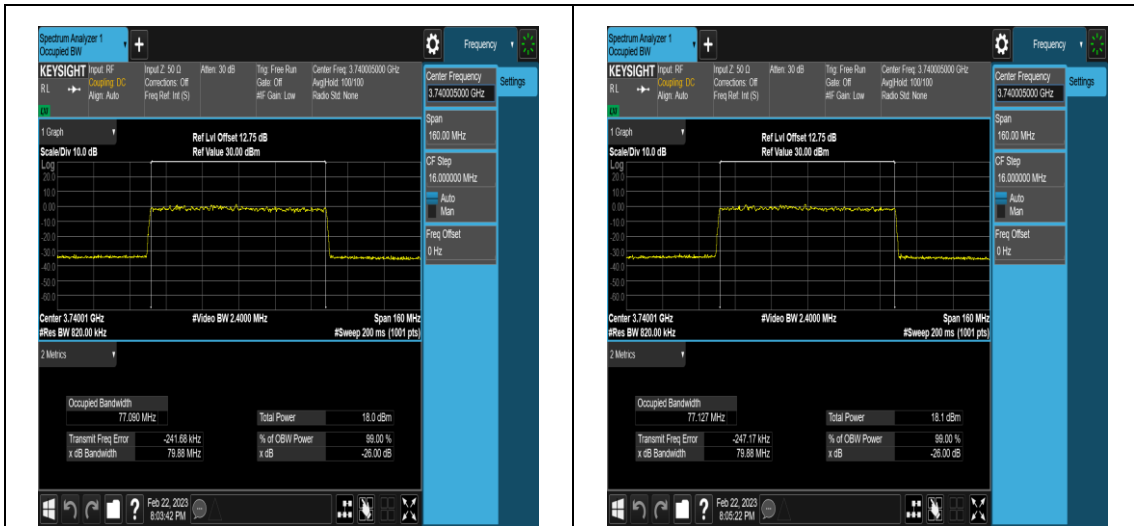 Spectrum Analyzer 1
Occupied BW
+
Frequency
KEYSIGHT Input: RF Input Z: 50 Ω Atten: 30 dB Trig: Free Run Center Freq: 3.740005000 GHz
RL Coupling: DC Corrections: Off Gate: Off Avg|Hold: 100/100
Align: Auto Freq Ref: Int (S) #IF Gain: Low Radio Std: None
Center Frequency
3.740005000 GHz
Settings
Span
160.00 MHz
CF Step
16.000000 MHz
Auto
Man
Freq Offset
0 Hz
1 Graph
Ref Lvl Offset 12.75 dB
Scale/Div 10.0 dB Ref Value 30.00 dBm
Log
20.0
10.0
0.00
-10.0
-20.0
-30.0
-40.0
-50.0
-60.0
Center 3.74001 GHz #Video BW 2.4000 MHz Span 160 MHz
#Res BW 820.00 kHz #Sweep 200 ms (1001 pts)
2 Metrics
Occupied Bandwidth
77.090 MHz
Total Power 18.0 dBm
Transmit Freq Error -241.68 kHz % of OBW Power 99.00 %
x dB Bandwidth 79.88 MHz x dB -26.00 dB
?
Feb 22, 2023
8:03:42 PM
Spectrum Analyzer 1
Occupied BW
+
Frequency
KEYSIGHT Input: RF Input Z: 50 Ω Atten: 30 dB Trig: Free Run Center Freq: 3.740005000 GHz
RL Coupling: DC Corrections: Off Gate: Off Avg|Hold: 100/100
Align: Auto Freq Ref: Int (S) #IF Gain: Low Radio Std: None
Center Frequency
3.740005000 GHz
Settings
Span
160.00 MHz
CF Step
16.000000 MHz
Auto
Man
Freq Offset
0 Hz
1 Graph
Ref Lvl Offset 12.75 dB
Scale/Div 10.0 dB Ref Value 30.00 dBm
Log
20.0
10.0
0.00
-10.0
-20.0
-30.0
-40.0
-50.0
-60.0
Center 3.74001 GHz #Video BW 2.4000 MHz Span 160 MHz
#Res BW 820.00 kHz #Sweep 200 ms (1001 pts)
2 Metrics
Occupied Bandwidth
77.127 MHz
Total Power 18.1 dBm
Transmit Freq Error -247.17 kHz % of OBW Power 99.00 %
x dB Bandwidth 79.88 MHz x dB -26.00 dB
?
Feb 22, 2023
8:05:22 PM